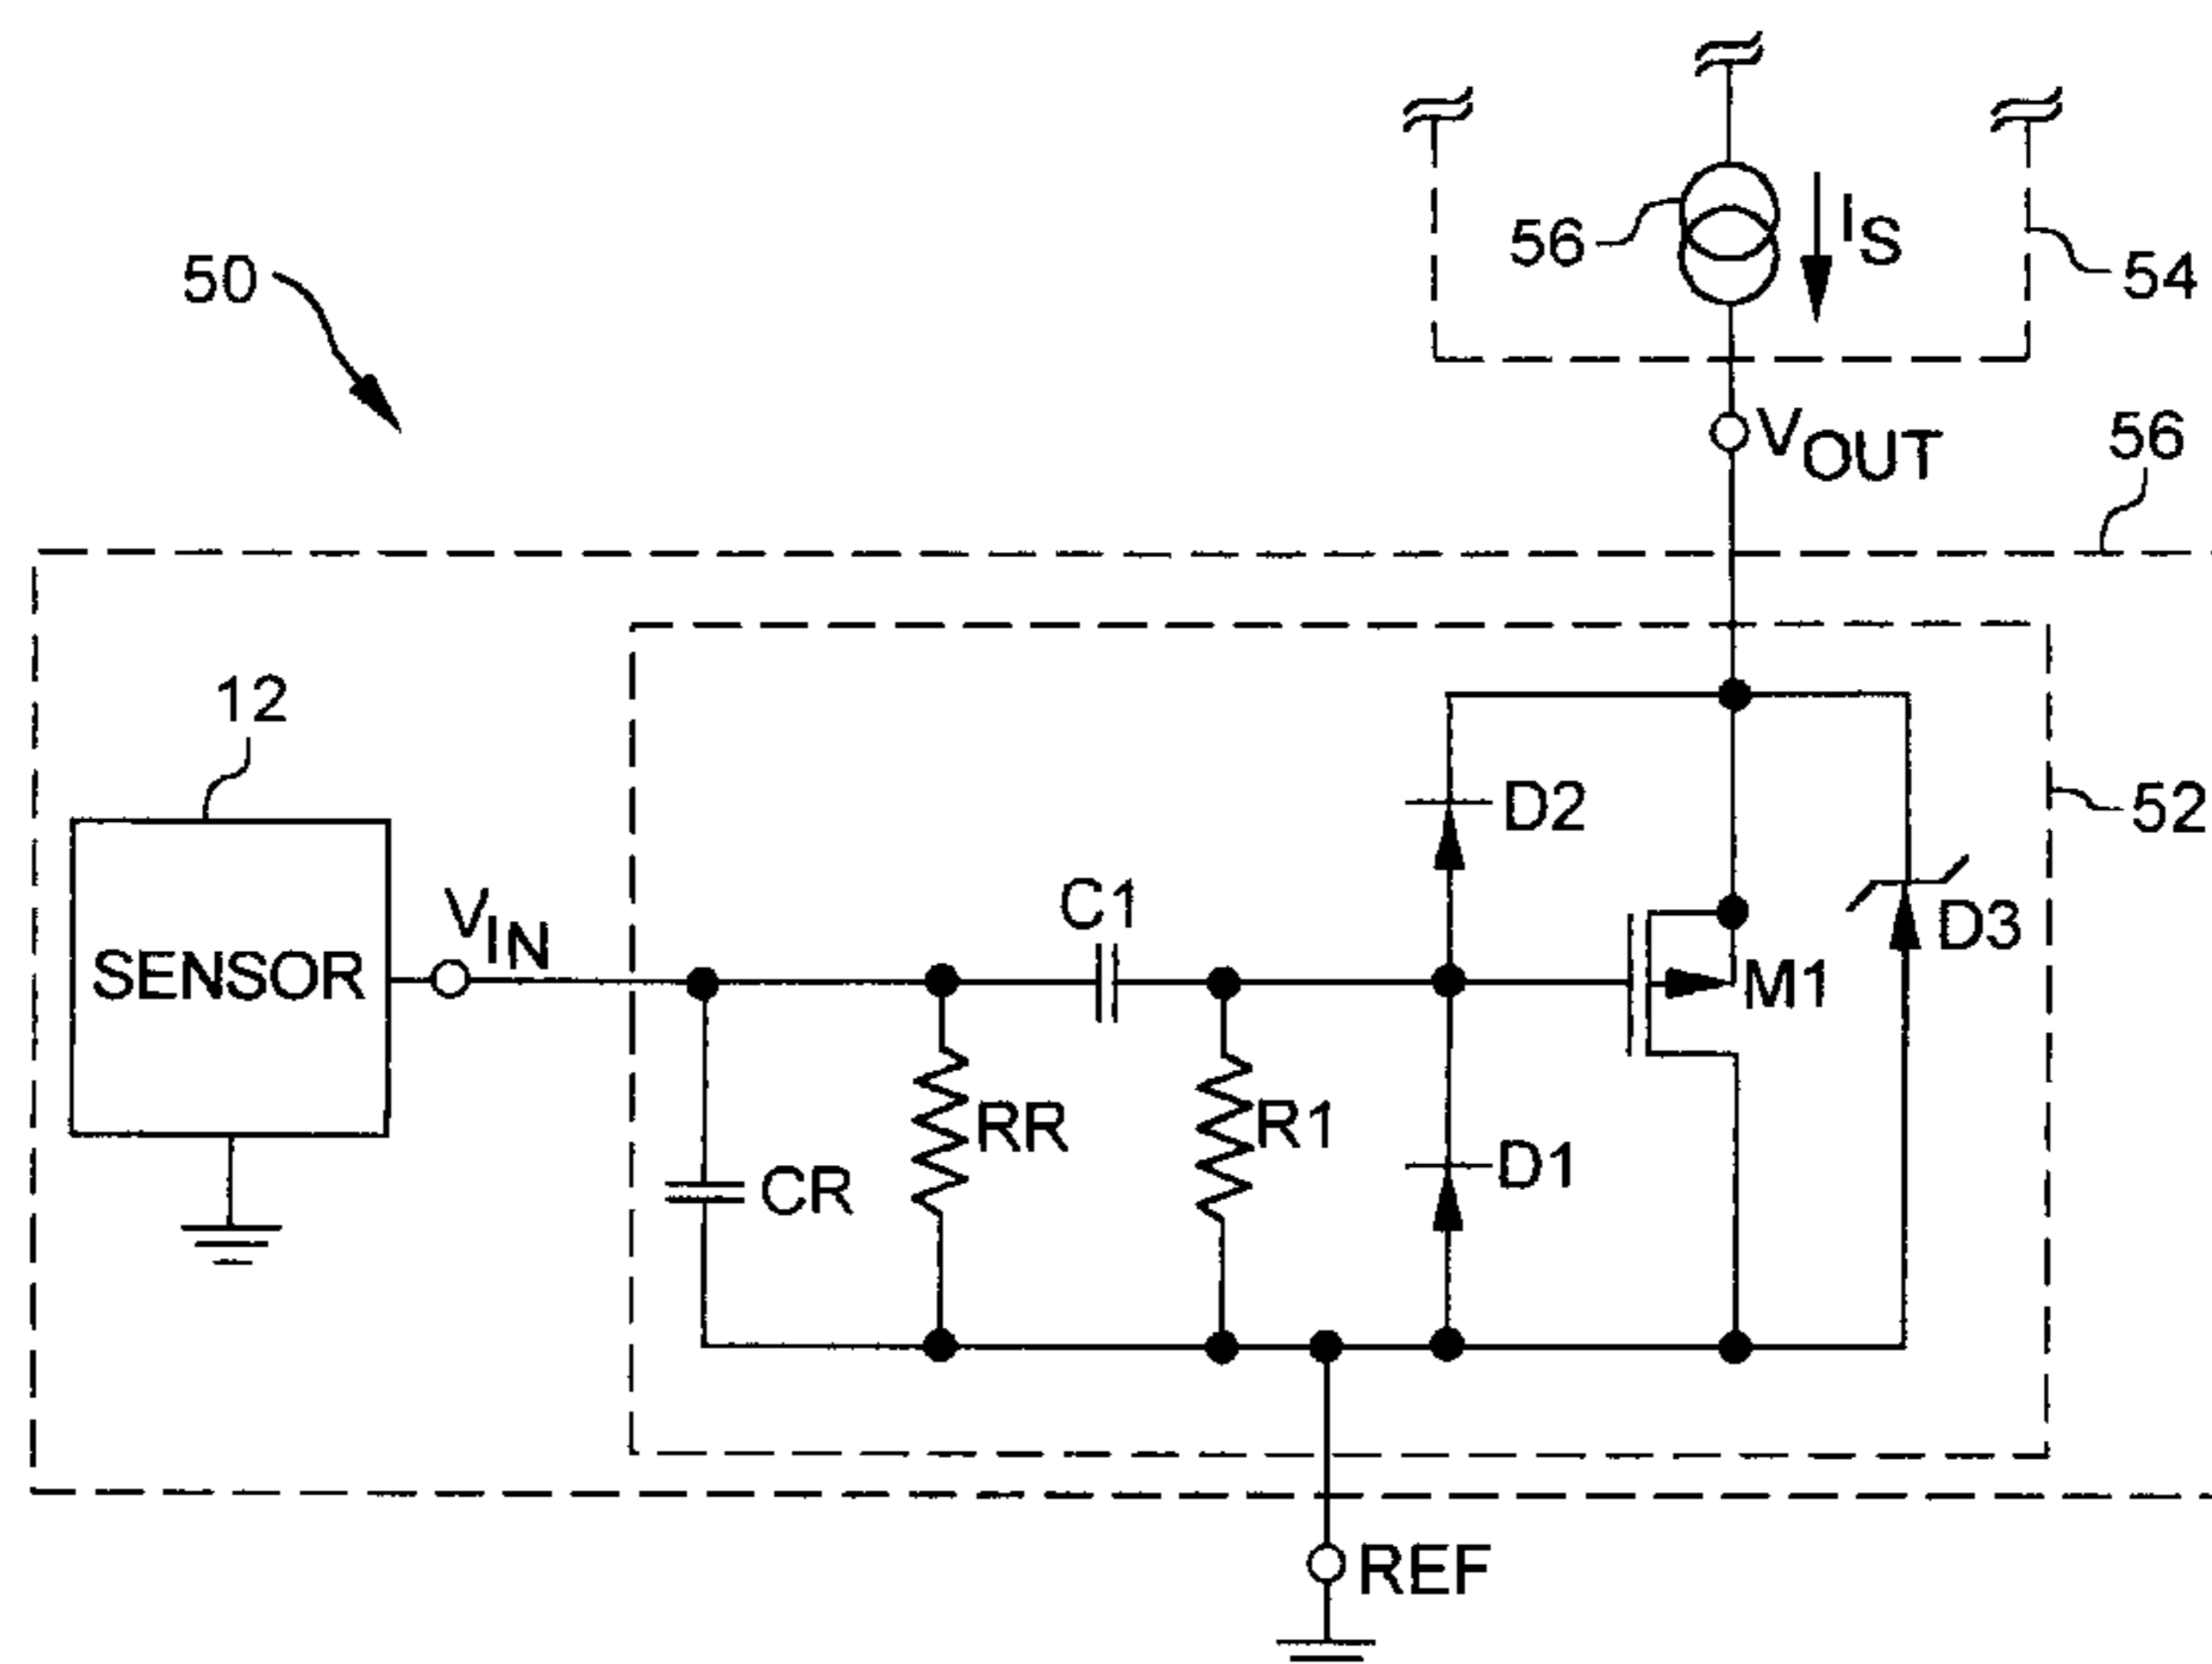 56
IS
54
50
VOUT
56
12
D2
52
C1
VIN
D3
SENSOR
M1
RR
R1
CR
D1
REF